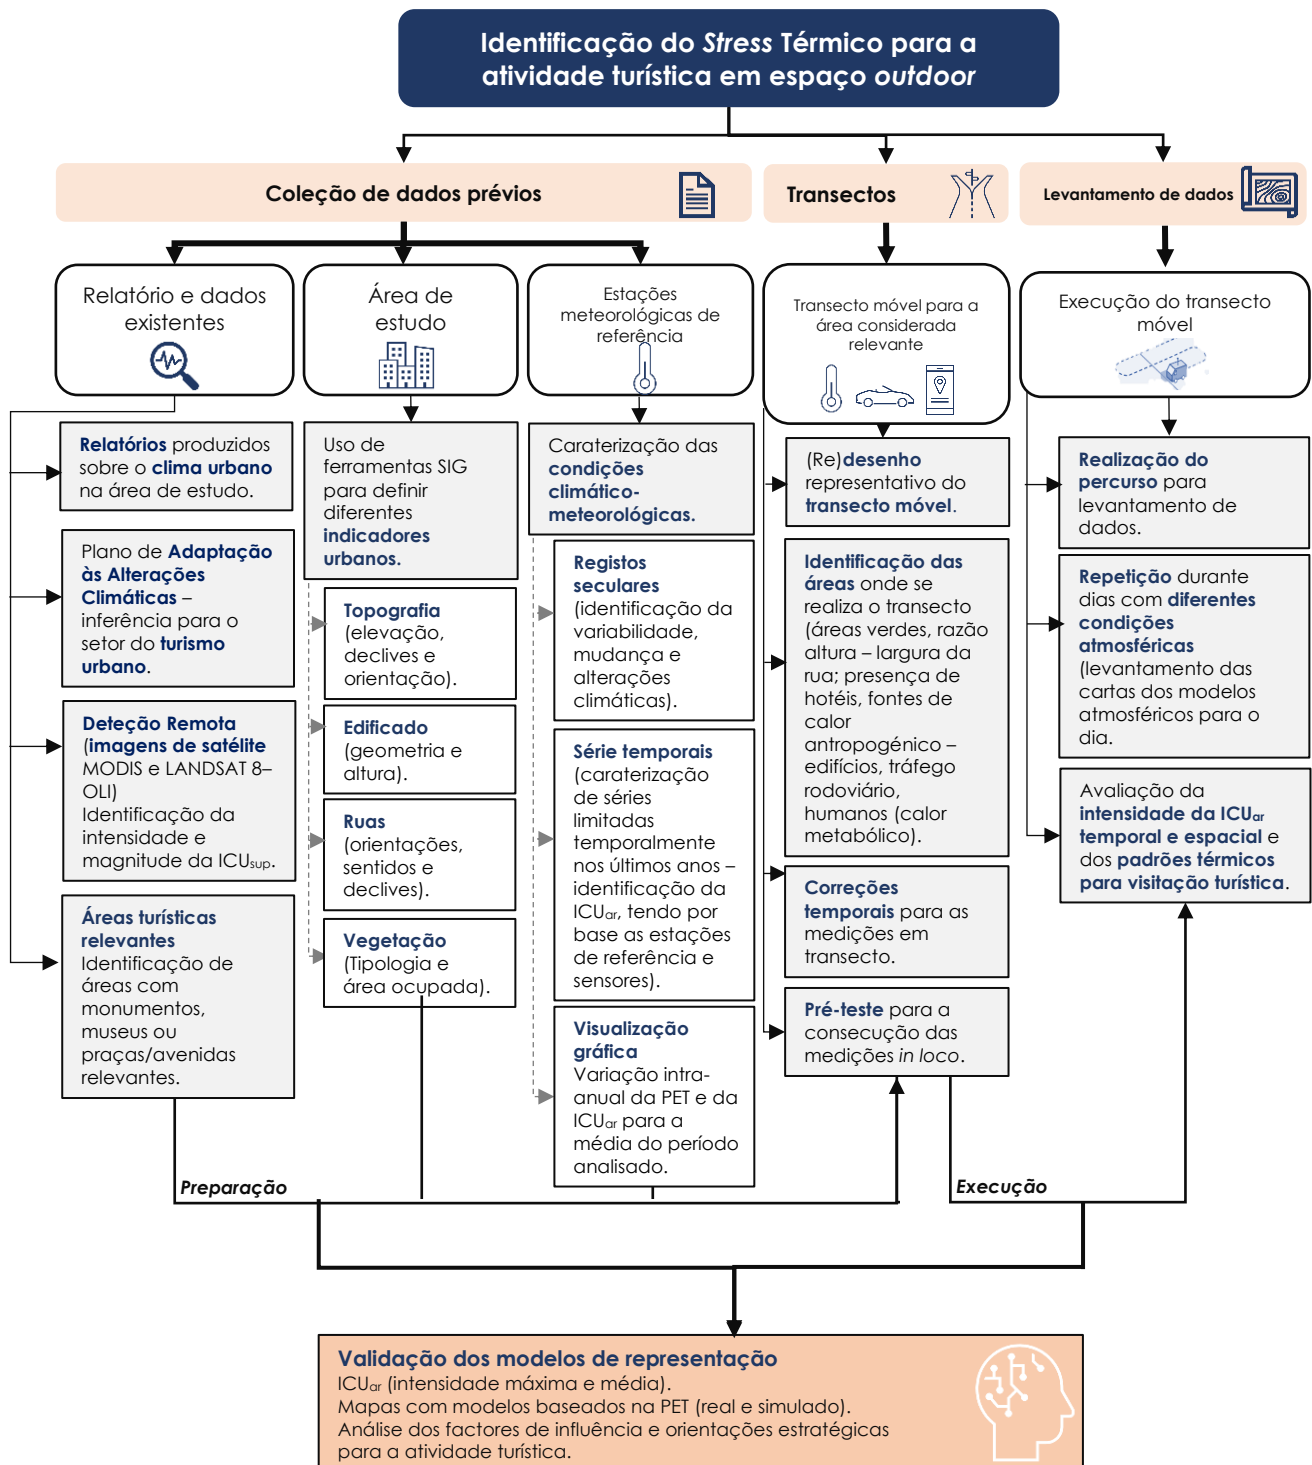 Identificação do Stress Térmico para a
atividade turística em espaço outdoor
Coleção de dados prévios
Transectos
Levantamento de dados
Relatório e dados
existentes
Área de
estudo
Estações
meteorológicas de
referência
Transecto móvel para a
área considerada
relevante
Execução do transecto
móvel
Relatórios produzidos
sobre o clima urbano
na área de estudo.
Plano de Adaptação
às Alterações
Climáticas –
inferência para o
setor do turismo
urbano.
Deteção Remota
(imagens de satélite
MODIS e LANDSAT 8–
OLI)
Identificação da
intensidade e
magnitude da ICUsup.
Áreas turísticas
relevantes
Identificação de
áreas com
monumentos,
museus ou
praças/avenidas
relevantes.
Uso de
ferramentas SIG
para definir
diferentes
indicadores
urbanos.
Topografia
(elevação,
declives e
orientação).
Edificado
(geometria e
altura).
Ruas
(orientações,
sentidos e
declives).
Vegetação
(Tipologia e
área ocupada).
Caraterização das
condições
climático-
meteorológicas.
Registos
seculares
(identificação da
variabilidade,
mudança e
alterações
climáticas).
Série temporais
(caraterização
de séries
limitadas
temporalmente
nos últimos anos –
identificação da
ICUar, tendo por
base as estações
de referência e
sensores).
Visualização
gráfica
Variação intra-
anual da PET e da
ICUar para a
média do período
analisado.
(Re)desenho
representativo do
transecto móvel.
Identificação das
áreas onde se
realiza o transecto
(áreas verdes, razão
altura – largura da
rua; presença de
hotéis, fontes de
calor
antropogénico –
edifícios, tráfego
rodoviário,
humanos (calor
metabólico).
Correções
temporais para as
medições em
transecto.
Pré-teste para a
consecução das
medições in loco.
Realização do
percurso para
levantamento de
dados.
Repetição durante
dias com diferentes
condições
atmosféricas
(levantamento das
cartas dos modelos
atmosféricos para o
dia.
Avaliação da
intensidade da ICUar
temporal e espacial e
dos padrões térmicos
para visitação turística.
Preparação
Execução
Validação dos modelos de representação
ICUar (intensidade máxima e média).
Mapas com modelos baseados na PET (real e simulado).
Análise dos factores de influência e orientações estratégicas
para a atividade turística.